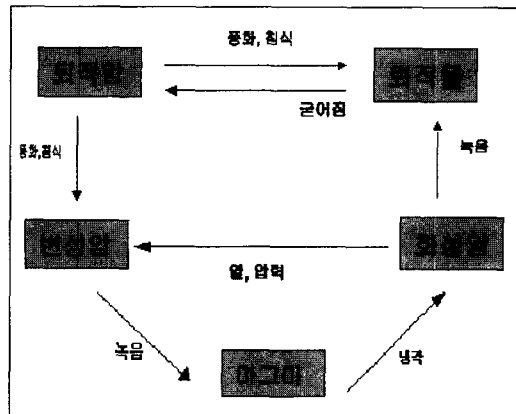 풍화, 침식
퇴적암
퇴적물
굳어짐
풍화,침식
녹음
변성암
화성암
열, 압력
녹음
마그마
냉각